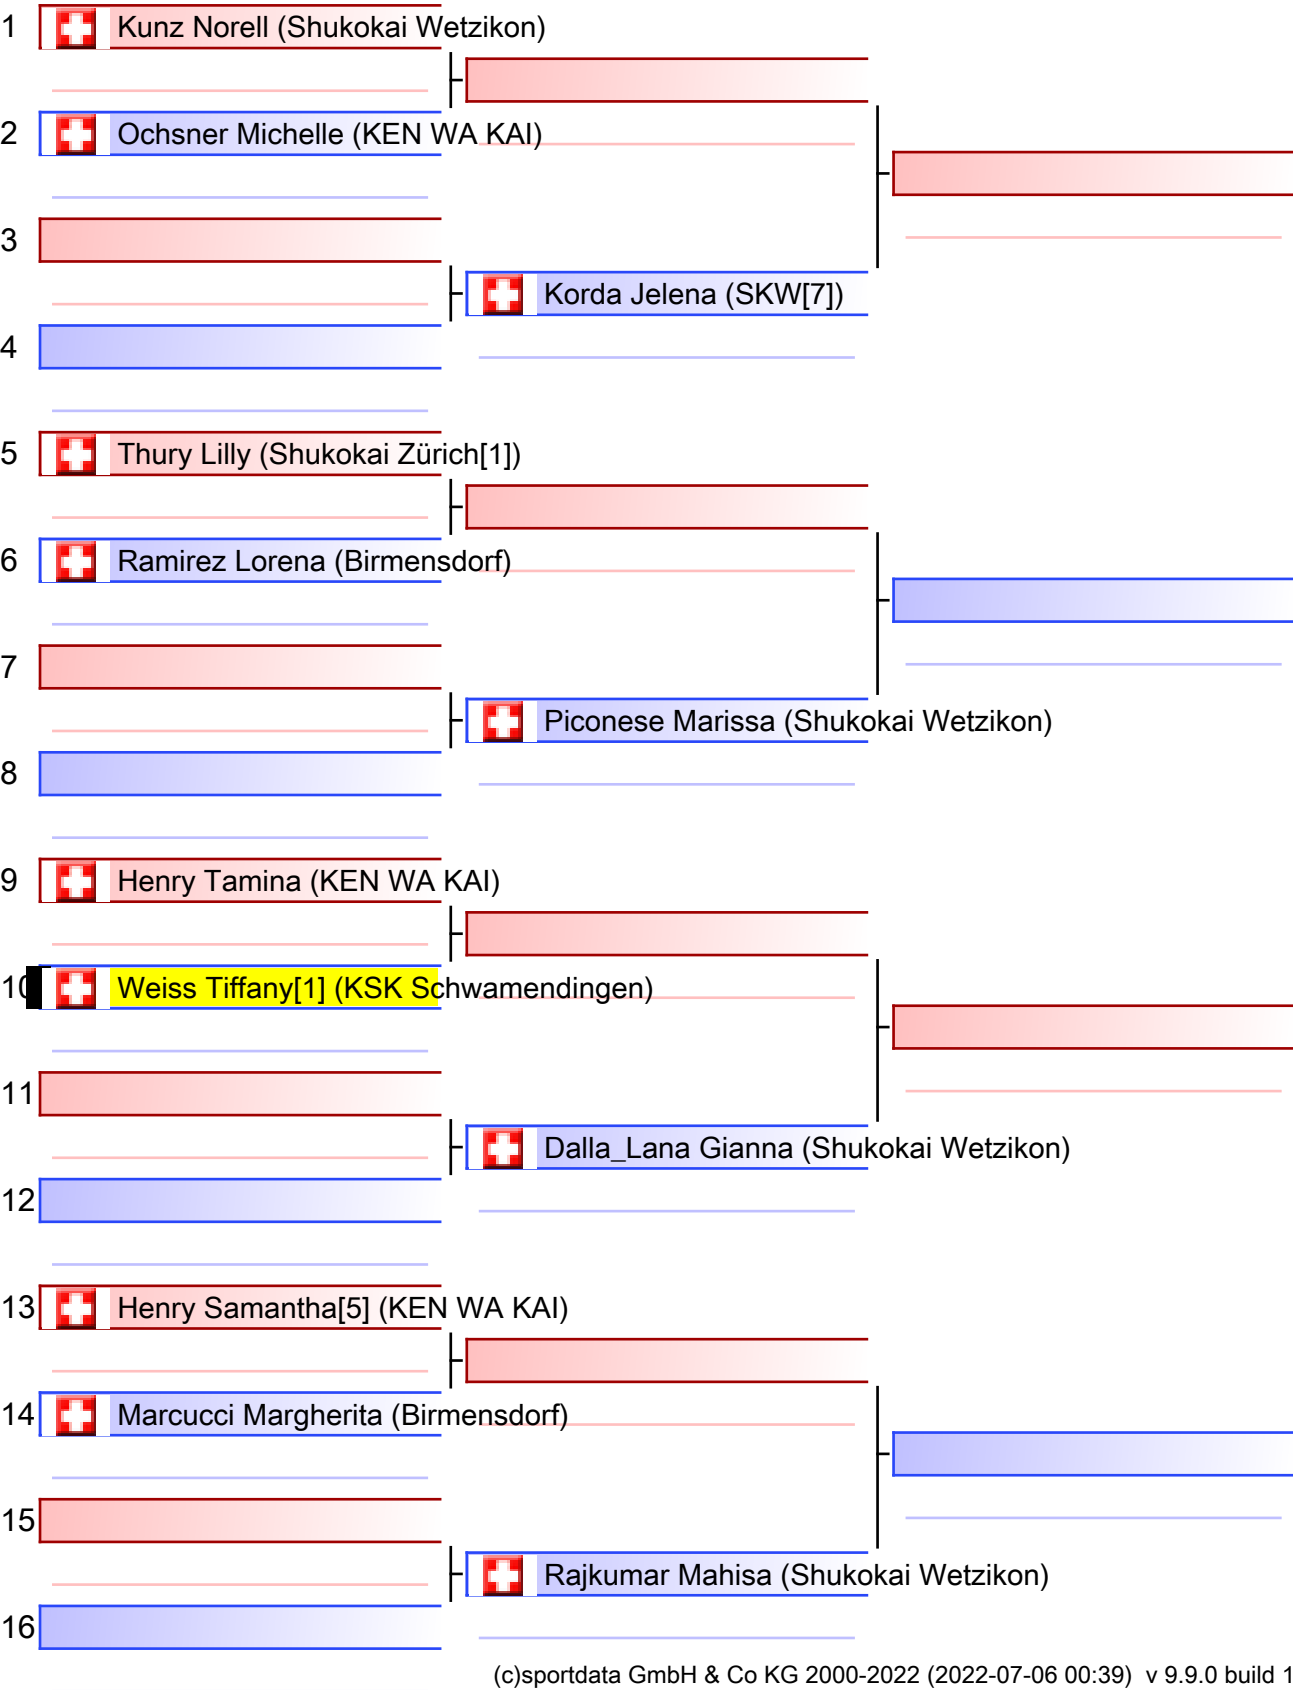 1 Kunz Norell (Shukokai Wetzikon)
2 Ochsner Michelle (KEN WA KAI)
3
Korda Jelena (SKW[7])
4
5 Thury Lilly (Shukokai Zürich[1])
6 Ramirez Lorena (Birmensdorf)
7
Piconese Marissa (Shukokai Wetzikon)
8
9 Henry Tamina (KEN WA KAI)
10 Weiss Tiffany[1] (KSK Schwamendingen)
11
Dalla_Lana Gianna (Shukokai Wetzikon)
12
13 Henry Samantha[5] (KEN WA KAI)
14 Marcucci Margherita (Birmensdorf)
15
Rajkumar Mahisa (Shukokai Wetzikon)
16
(c)sportdata GmbH & Co KG 2000-2022 (2022-07-06 00:39) v 9.9.0 build 1